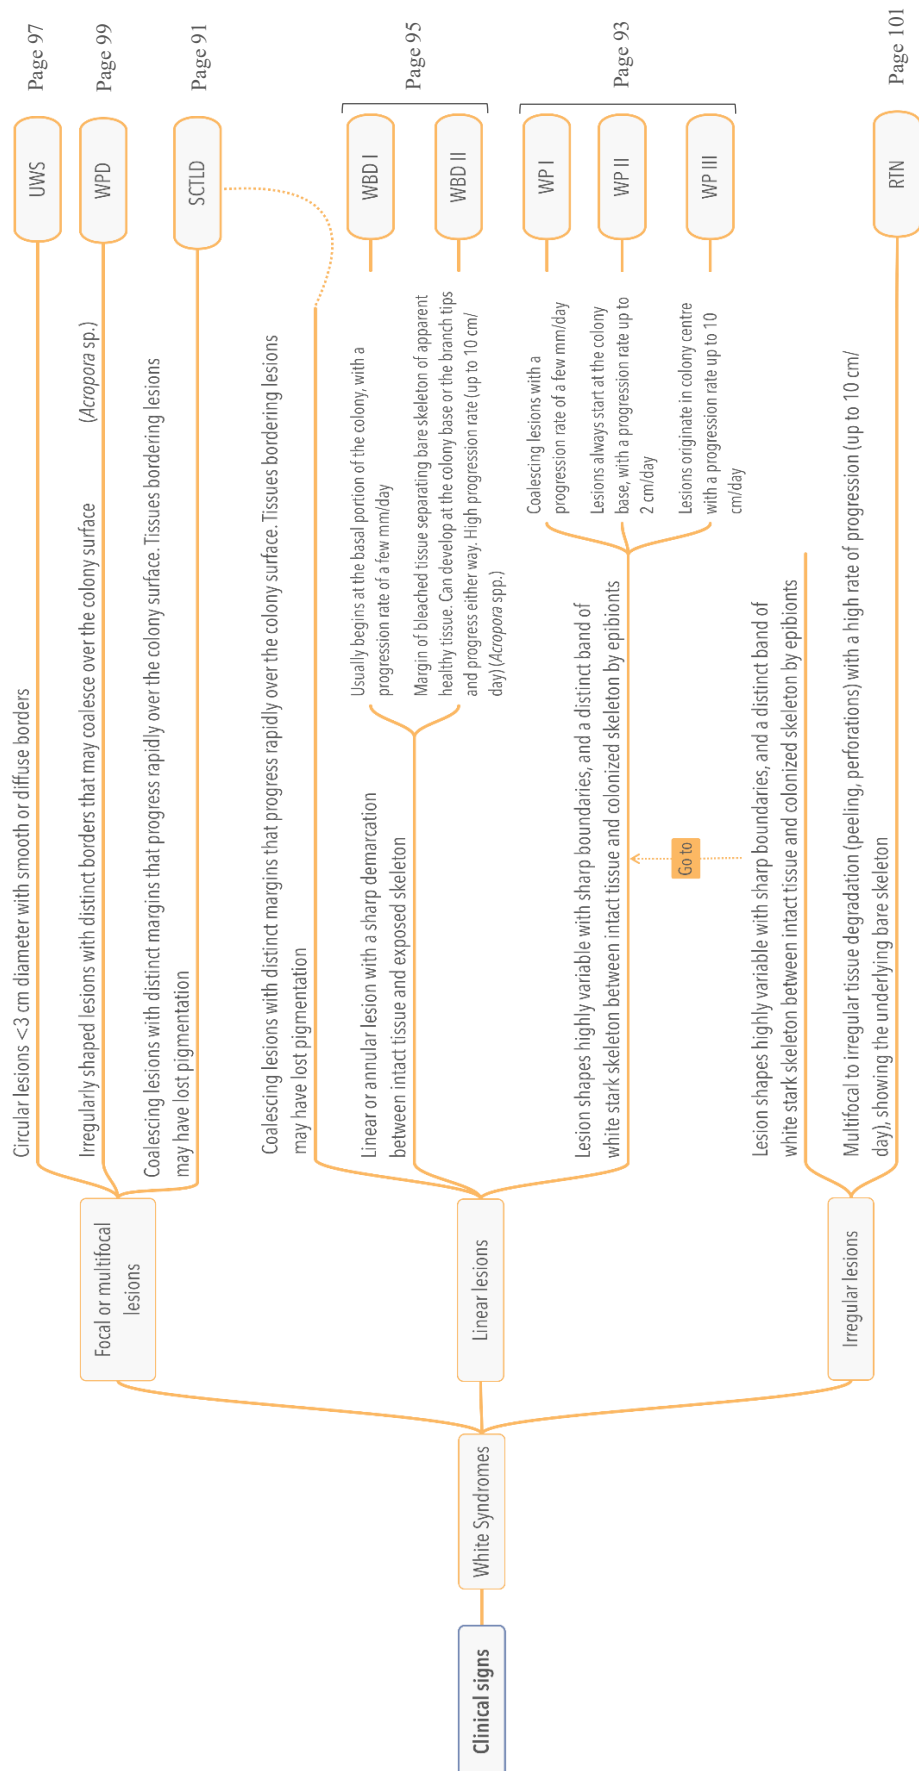 Clinical signs
White Syndromes
Focal or multifocal
lesions
Circular lesions <3 cm diameter with smooth or diffuse borders
UWS
Page 97
Irregularly shaped lesions with distinct borders that may coalesce over the colony surface
(Acropora sp.)
WPD
Page 99
Coalescing lesions with distinct margins that progress rapidly over the colony surface. Tissues bordering lesions
may have lost pigmentation
SCTLD
Page 91
Linear lesions
Coalescing lesions with distinct margins that progress rapidly over the colony surface. Tissues bordering lesions
may have lost pigmentation
Linear or annular lesion with a sharp demarcation
between intact tissue and exposed skeleton
Usually begins at the basal portion of the colony, with a
progression rate of a few mm/day
WBD I
Margin of bleached tissue separating bare skeleton of apparent
healthy tissue. Can develop at the colony base or the branch tips
and progress either way. High progression rate (up to 10 cm/
day) (Acropora spp.)
WBD II
Page 95
Lesion shapes highly variable with sharp boundaries, and a distinct band of
white stark skeleton between intact tissue and colonized skeleton by epibionts
Coalescing lesions with a
progression rate of a few mm/day
WP I
Lesions always start at the colony
base, with a progression rate up to
2 cm/day
WP II
Lesions originate in colony centre
with a progression rate up to 10
cm/day
WP III
Page 93
Go to
Irregular lesions
Lesion shapes highly variable with sharp boundaries, and a distinct band of
white stark skeleton between intact tissue and colonized skeleton by epibionts
Multifocal to irregular tissue degradation (peeling, perforations) with a high rate of progression (up to 10 cm/
day), showing the underlying bare skeleton
RTN
Page 101